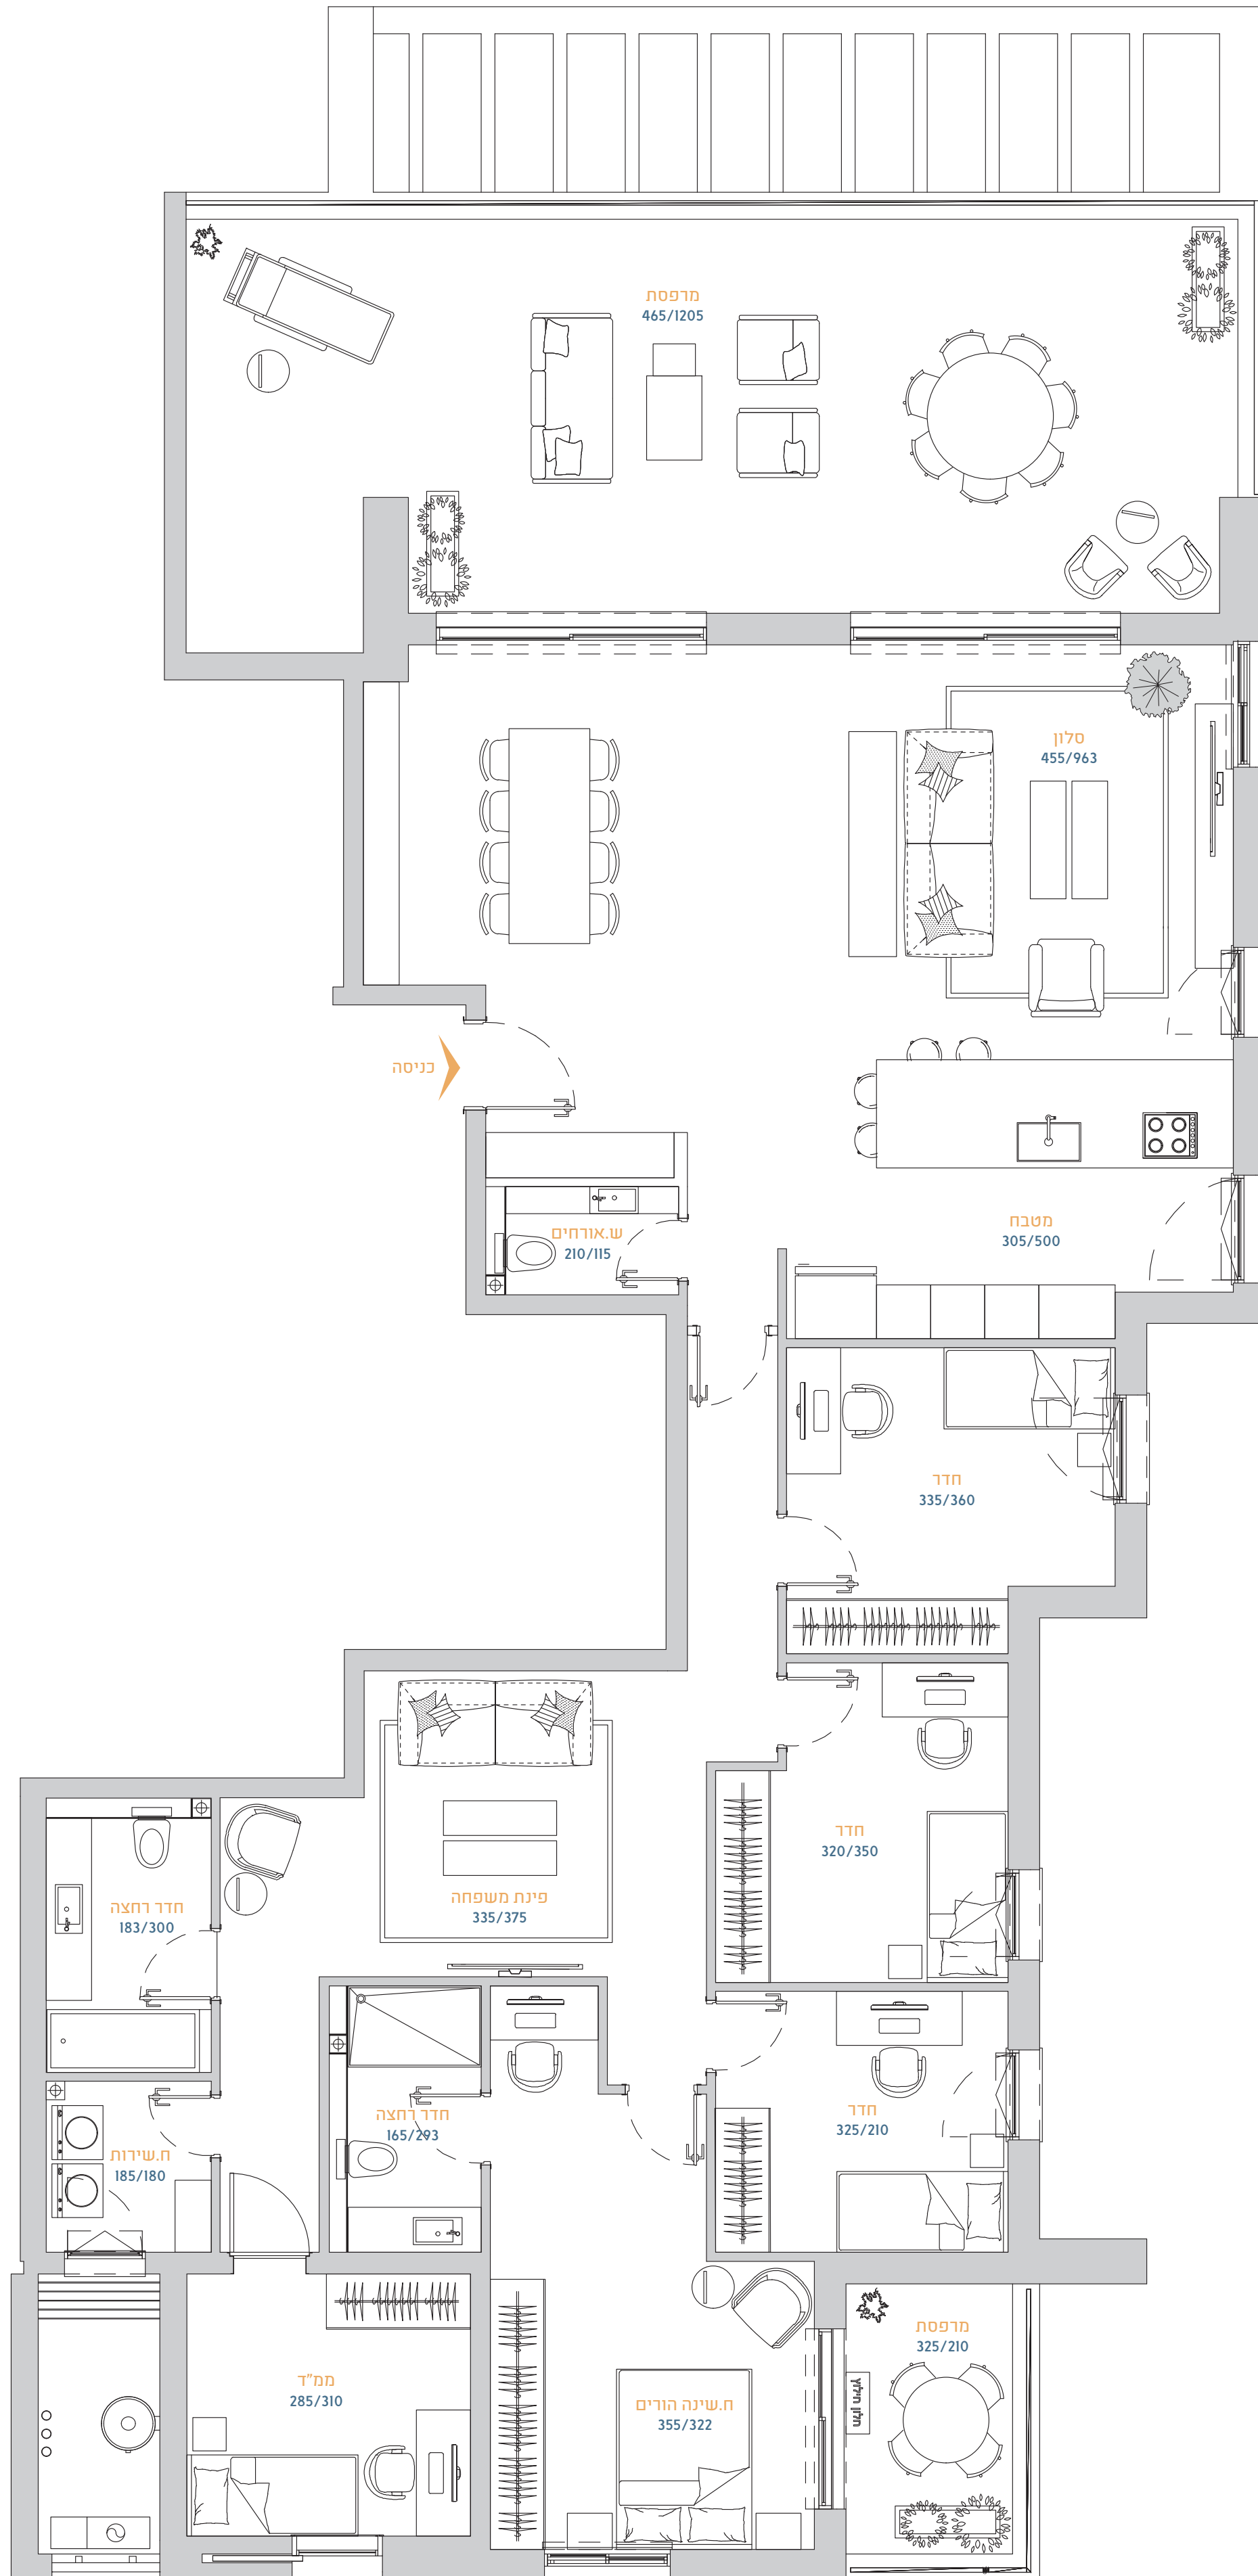 מרפסת
465/1205
סלון
455/963
כניסה
מטבח
305/500
ש.אורחים
210/115
חדר
335/360
חדר
320/350
פינת משפחה
335/375
חדר רחצה
183/300
חדר
325/210
חדר רחצה
165/293
ח.שירות
185/180
מרפסת
325/210
ממ"ד
285/310
ח.שינה הורים
355/322
חלון חילוץ